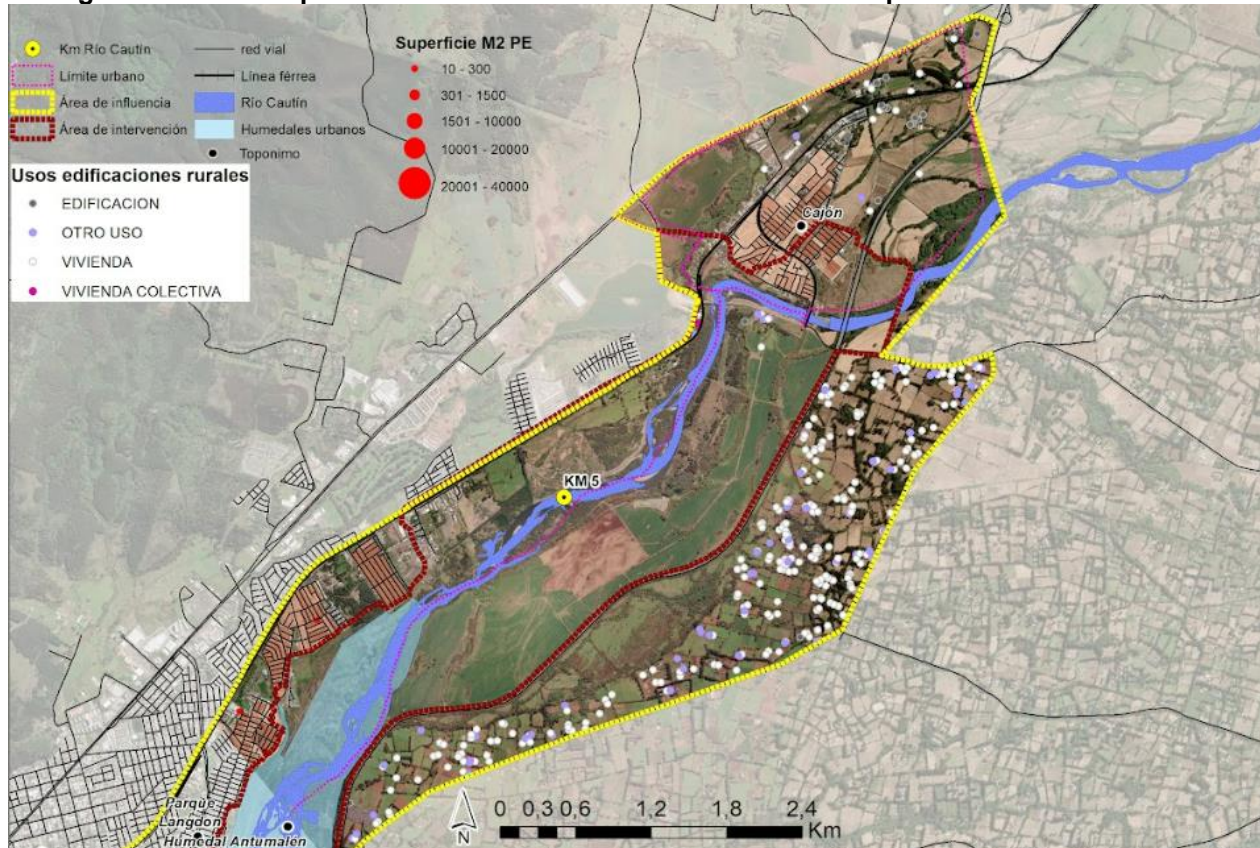 Km Río Cautín
Límite urbano
Área de influencia
Área de intervención
red vial
Línea férrea
Río Cautín
Humedales urbanos
Toponimo
Superficie M2 PE
10 - 300
301 - 1500
1501 - 10000
10001 - 20000
20001 - 40000
Usos edificaciones rurales
EDIFICACION
OTRO USO
VIVIENDA
VIVIENDA COLECTIVA
Cajón
KM 5
Parque
Langdon
Humedal Antumalén
N
0 0,3 0,6 1,2 1,8 2,4
Km